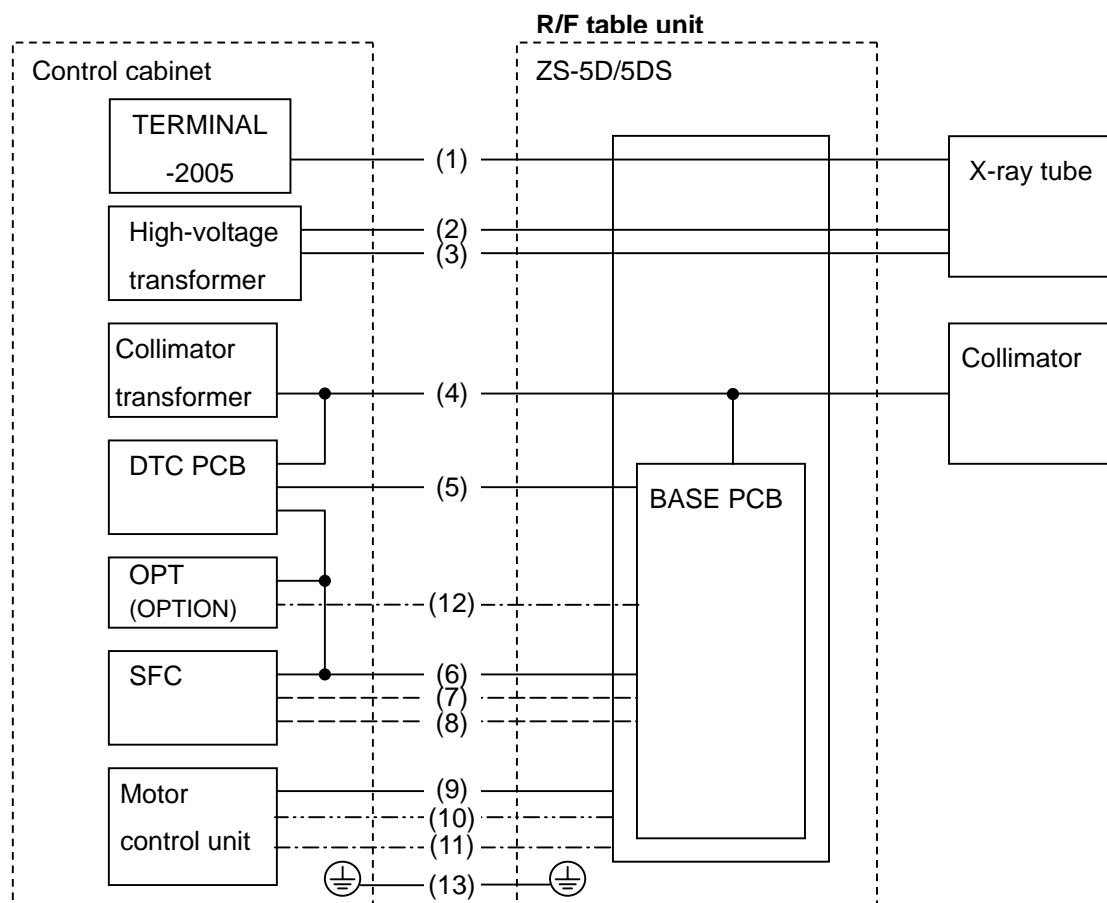 R/F table unit
Control cabinet
ZS-5D/5DS
TERMINAL
-2005
(1)
X-ray tube
High-voltage
transformer
(2)
(3)
Collimator
transformer
(4)
Collimator
DTC PCB
(5)
BASE PCB
OPT
(OPTION)
(12)
SFC
(6)
(7)
(8)
Motor
control unit
(9)
(10)
(11)
(13)